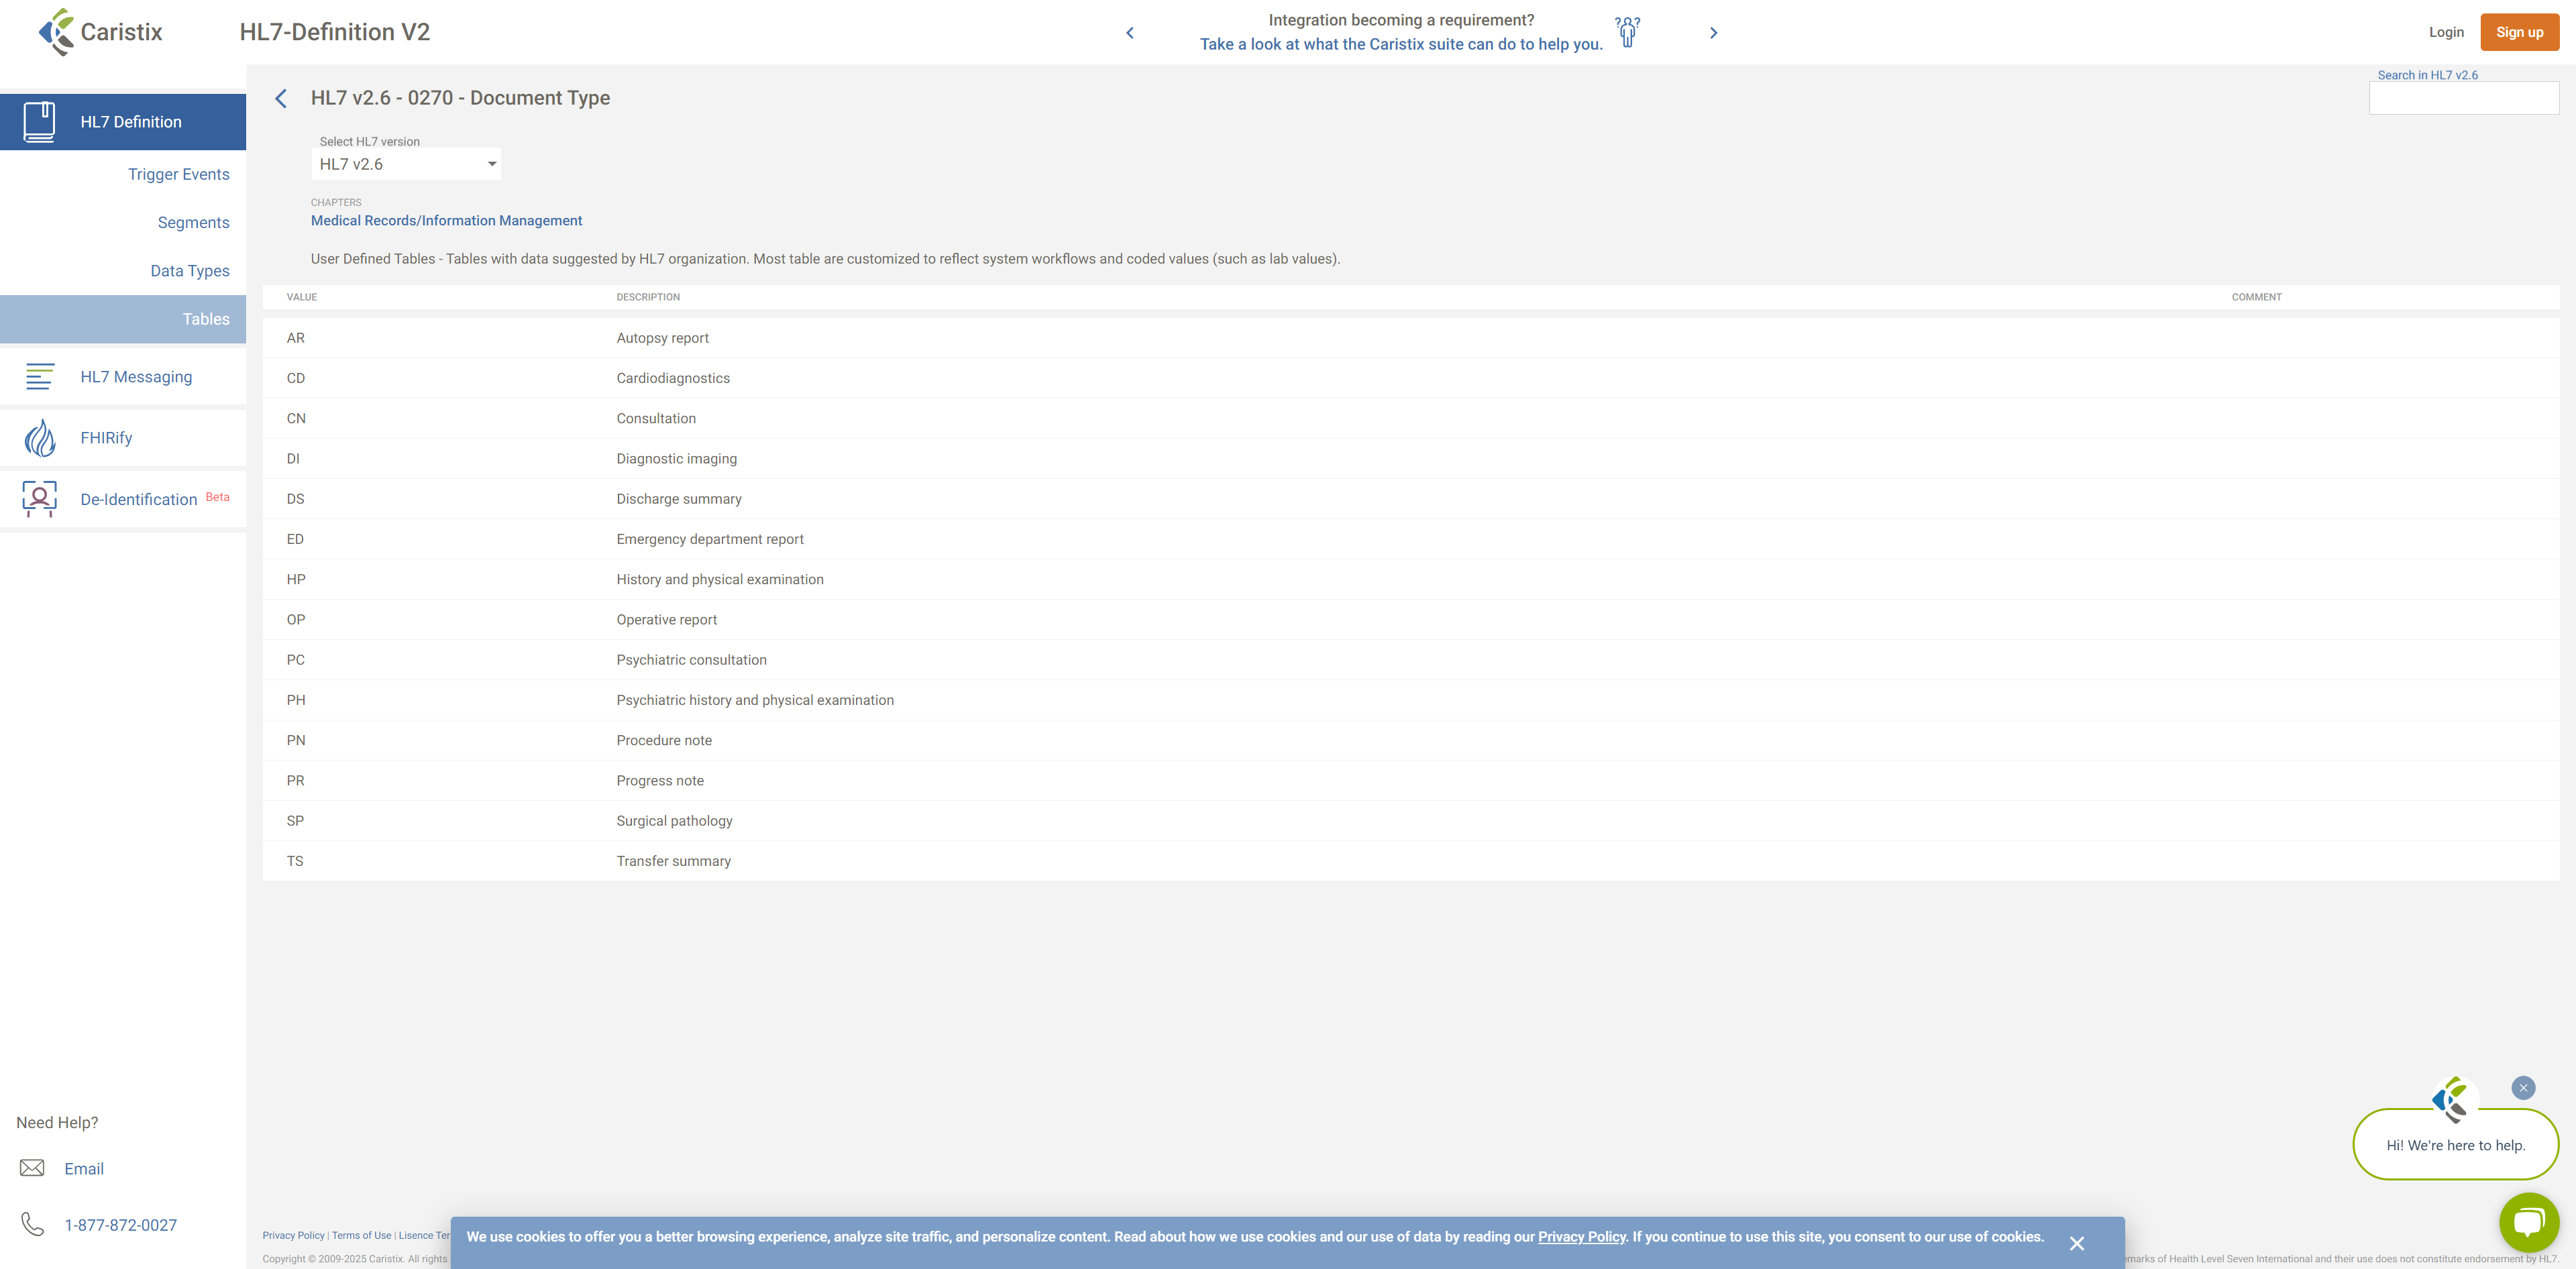 Caristix
HL7-Definition V2
Integration becoming a requirement?
Take a look at what the Caristix suite can do to help you.
Login
Sign up
HL7 Definition
Trigger Events
Segments
Data Types
Tables
HL7 Messaging
FHIRify
De-Identification Beta
Need Help?
Email
1-877-872-0027
HL7 v2.6 - 0270 - Document Type
Search in HL7 v2.6
Select HL7 version
HL7 v2.6
CHAPTERS
Medical Records/Information Management
User Defined Tables - Tables with data suggested by HL7 organization. Most table are customized to reflect system workflows and coded values (such as lab values).
VALUE DESCRIPTION COMMENT
AR Autopsy report
CD Cardiodiagnostics
CN Consultation
DI Diagnostic imaging
DS Discharge summary
ED Emergency department report
HP History and physical examination
OP Operative report
PC Psychiatric consultation
PH Psychiatric history and physical examination
PN Procedure note
PR Progress note
SP Surgical pathology
TS Transfer summary
Hi! We're here to help.
Privacy Policy | Terms of Use | Lisence Ter
We use cookies to offer you a better browsing experience, analyze site traffic, and personalize content. Read about how we use cookies and our use of data by reading our Privacy Policy. If you continue to use this site, you consent to our use of cookies.
Copyright © 2009-2025 Caristix. All rights
emarks of Health Level Seven International and their use does not constitute endorsement by HL7.